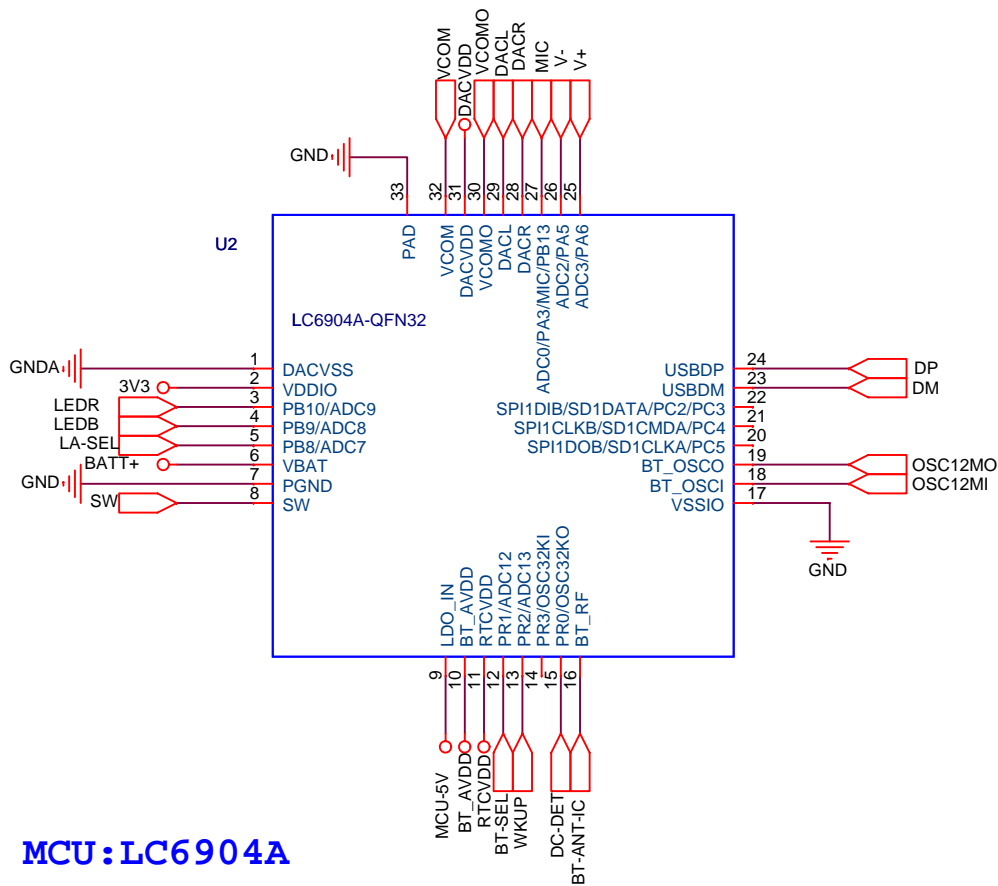 VCOM
DACVDD
VCOMO
DACL
DACR
MIC
V-
V+
GND
33
32
31
30
29
28
27
26
25
U2
PAD
VCOM
DACVDD
VCOMO
DACL
DACR
ADC0/PA3/MIC/PB13
ADC2/PA5
ADC3/PA6
LC6904A-QFN32
GNDA 1 DACVSS
3V3 2 VDDIO
LEDR 3 PB10/ADC9
LEDB 4 PB9/ADC8
LA-SEL 5 PB8/ADC7
BATT+ 6 VBAT
GND 7 PGND
SW 8 SW
USBDP 24 DP
USBDM 23 DM
SPI1DIB/SD1DATA/PC2/PC3 22
SPI1CLKB/SD1CMDA/PC4 21
SPI1DOB/SD1CLKA/PC5 20
BT_OSCO 19 OSC12MO
BT_OSCI 18 OSC12MI
VSSIO 17
GND
LDO_IN
BT_AVDD
RTCVDD
PR1/ADC12
PR2/ADC13
PR3/OSC32KI
PR0/OSC32KO
BT_RF
9
10
11
12
13
14
15
16
MCU-5V
BT_AVDD
RTCVDD
BT-SEL
WKUP
DC-DET
BT-ANT-IC
MCU:LC6904A